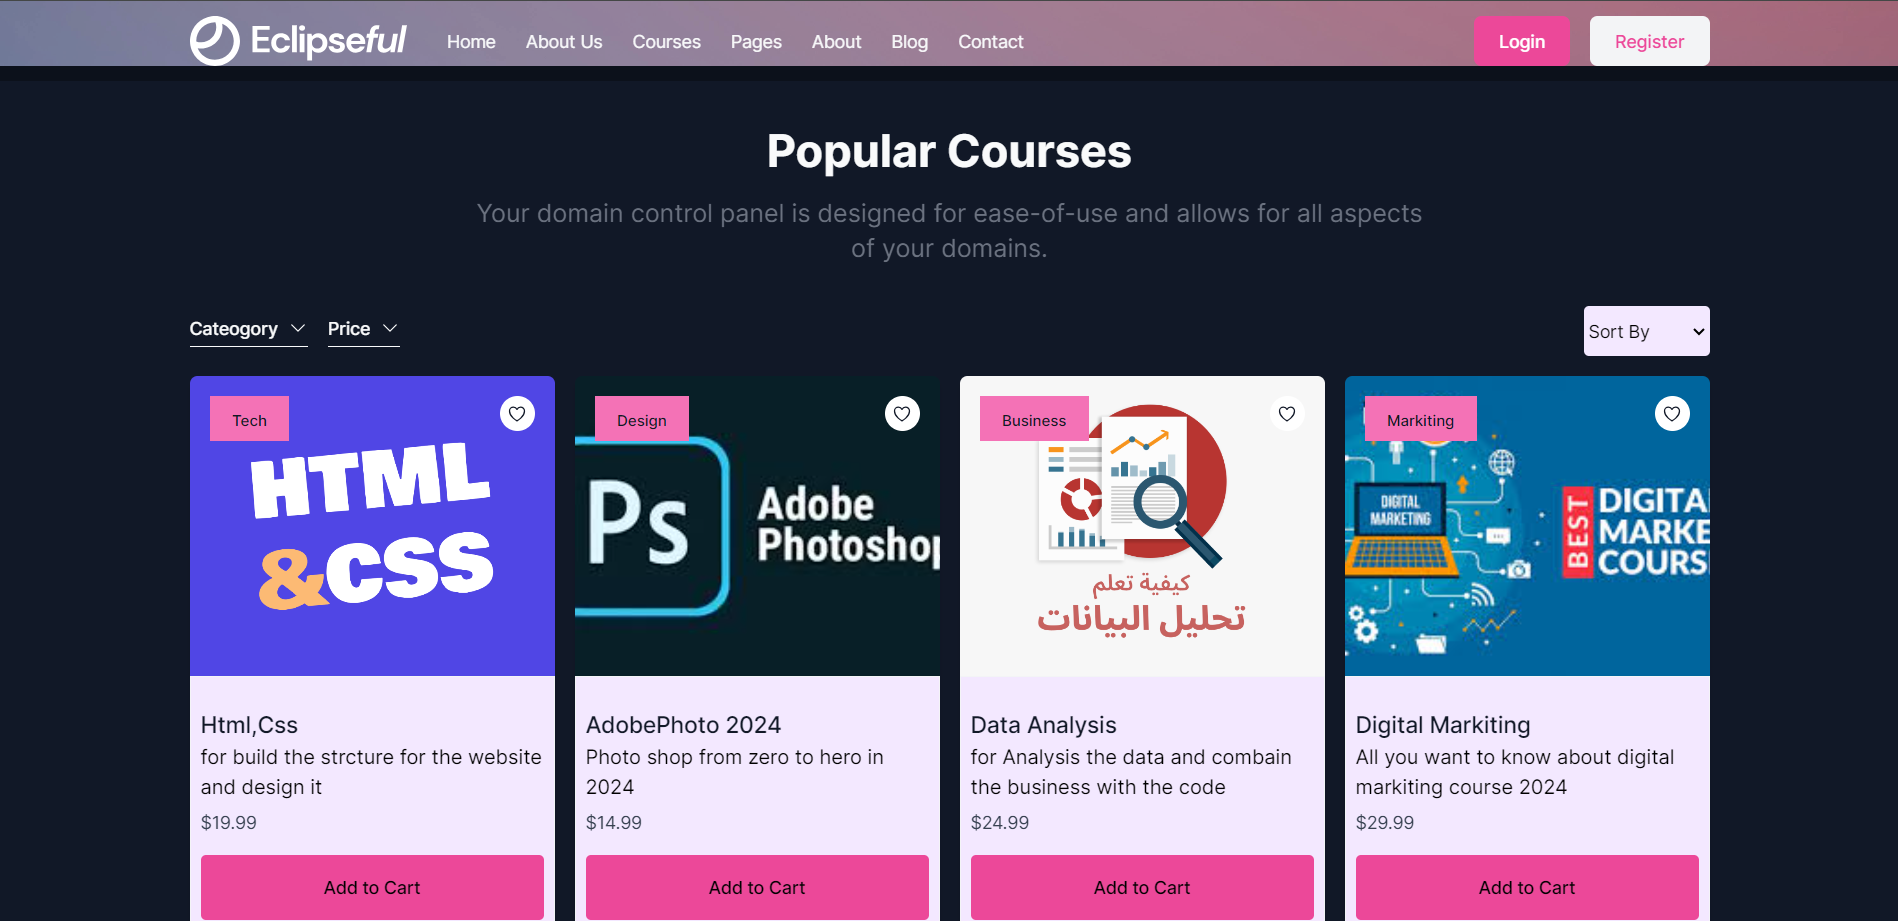 Eclipseful
Home
About Us
Courses
Pages
About
Blog
Contact
Login
Register
Popular Courses
Your domain control panel is designed for ease-of-use and allows for all aspects
of your domains.
Cateogory
Price
Sort By
Tech
HTML
&CSS
Html,Css
for build the strcture for the website
and design it
$19.99
Add to Cart
Design
Ps
Adobe
Photoshop
AdobePhoto 2024
Photo shop from zero to hero in
2024
$14.99
Add to Cart
Business
كيفية تعلم
تحليل البيانات
Data Analysis
for Analysis the data and combain
the business with the code
$24.99
Add to Cart
Markiting
DIGITAL
MARKETING
BEST
DIGITA
MARKE
COURS
Digital Markiting
All you want to know about digital
markiting course 2024
$29.99
Add to Cart